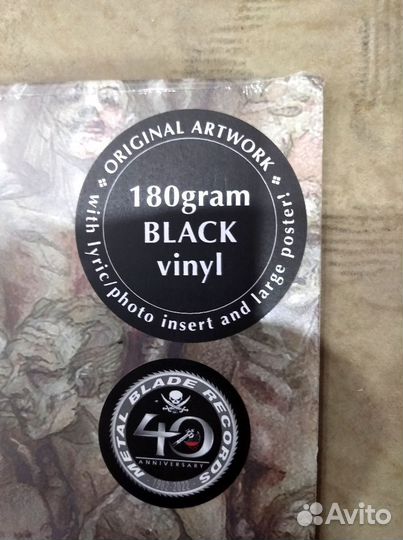 ORIGINAL ARTWORK
180gram
BLACK
vinyl
with lyric/photo insert and large poster!
METAL BLADE RECORDS
40
ANNIVERSARY
Avito